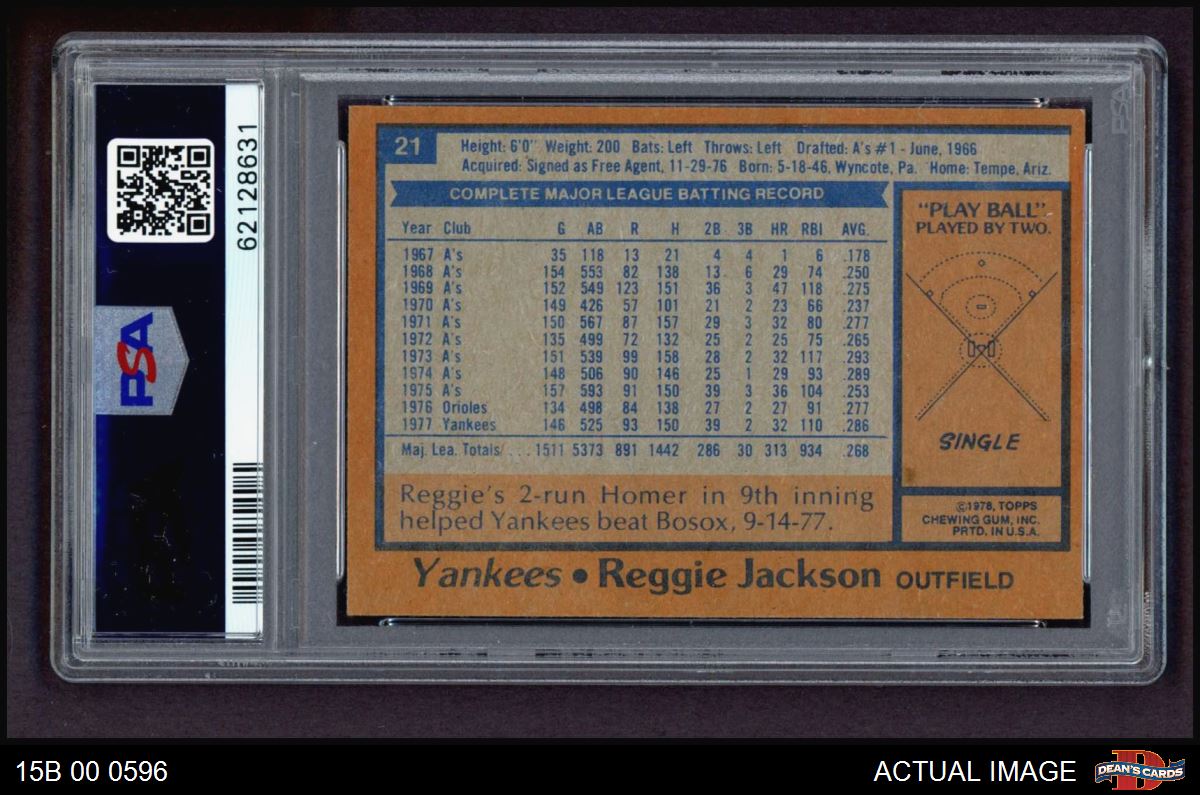 PSA
62128631
PSA
21
Height: 6'0" Weight: 200 Bats: Left Throws: Left Drafted: A's #1 - June, 1966
Acquired: Signed as Free Agent, 11-29-76 Born: 5-18-46, Wyncote, Pa. Home: Tempe, Ariz.
COMPLETE MAJOR LEAGUE BATTING RECORD
Year Club G AB R H 2B 3B HR RBI AVG.
1967 A's 35 118 13 21 4 4 1 6 .178
1968 A's 154 553 82 138 13 6 29 74 .250
1969 A's 152 549 123 151 36 3 47 118 .275
1970 A's 149 426 57 101 21 2 23 66 .237
1971 A's 150 567 87 157 29 3 32 80 .277
1972 A's 135 499 72 132 25 2 25 75 .265
1973 A's 151 539 99 158 28 2 32 117 .293
1974 A's 148 506 90 146 25 1 29 93 .289
1975 A's 157 593 91 150 39 3 36 104 .253
1976 Orioles 134 498 84 138 27 2 27 91 .277
1977 Yankees 146 525 93 150 39 2 32 110 .286
Maj. Lea. Totals . . . 1511 5373 891 1442 286 30 313 934 .268
Reggie's 2-run Homer in 9th inning
helped Yankees beat Bosox, 9-14-77.
"PLAY BALL"
PLAYED BY TWO.
SINGLE
©1978, TOPPS
CHEWING GUM, INC.
PRTD. IN U.S.A.
Yankees • Reggie Jackson OUTFIELD
15B 00 0596
ACTUAL IMAGE
DEAN'S CARDS